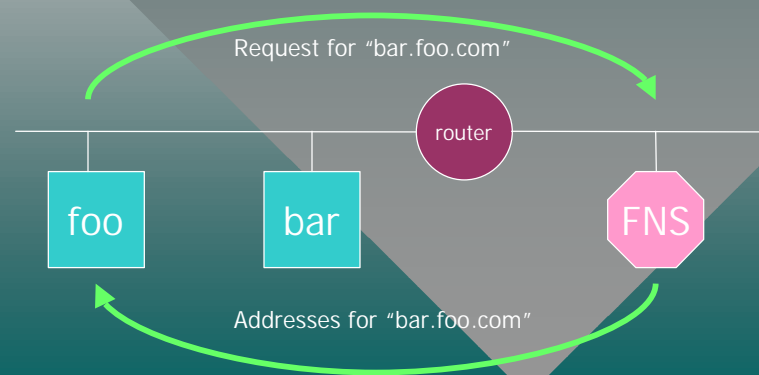 Request for “bar.foo.com”
router
foo
bar
FNS
Addresses for “bar.foo.com”